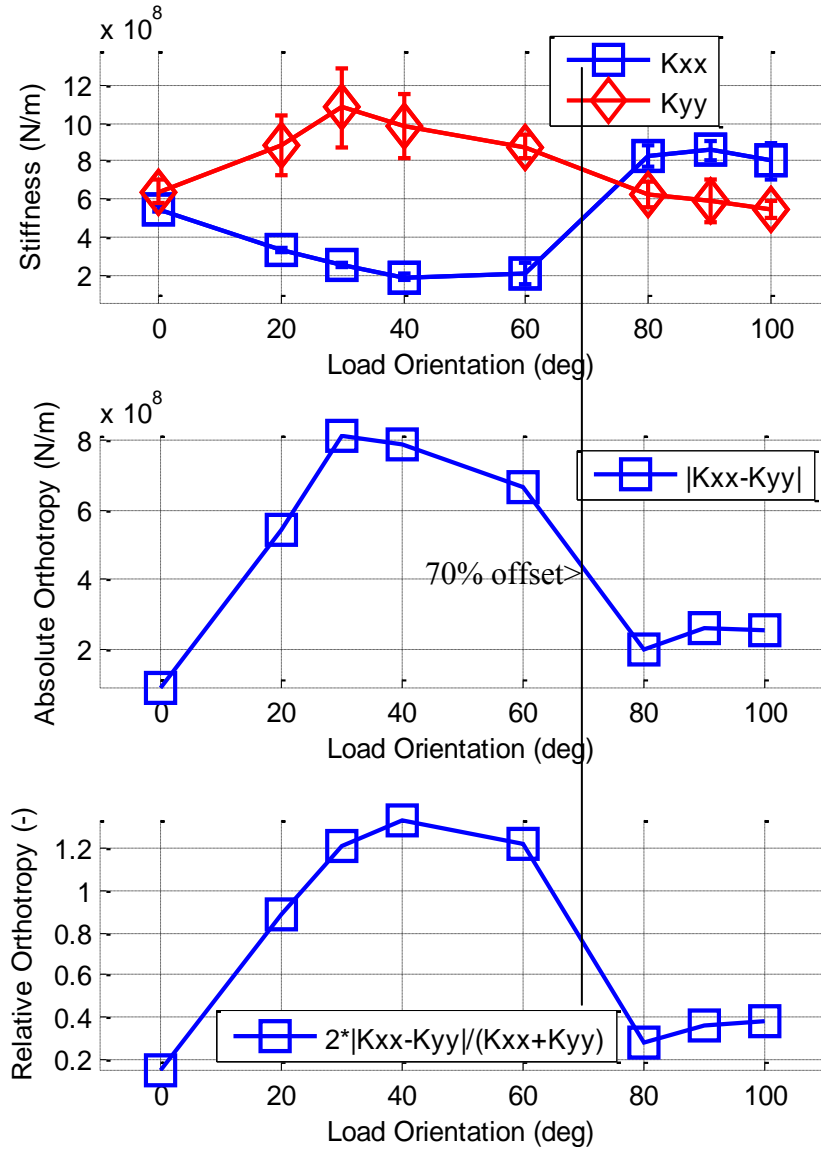 x 10^8
12
10
8
6
4
2
Stiffness (N/m)
Kxx
Kyy
0 20 40 60 80 100
Load Orientation (deg)
x 10^8
8
6
4
2
Absolute Orthotropy (N/m)
|Kxx-Kyy|
70% offset>
0 20 40 60 80 100
Load Orientation (deg)
1.2
1
0.8
0.6
0.4
0.2
Relative Orthotropy (-)
2*|Kxx-Kyy|/(Kxx+Kyy)
0 20 40 60 80 100
Load Orientation (deg)